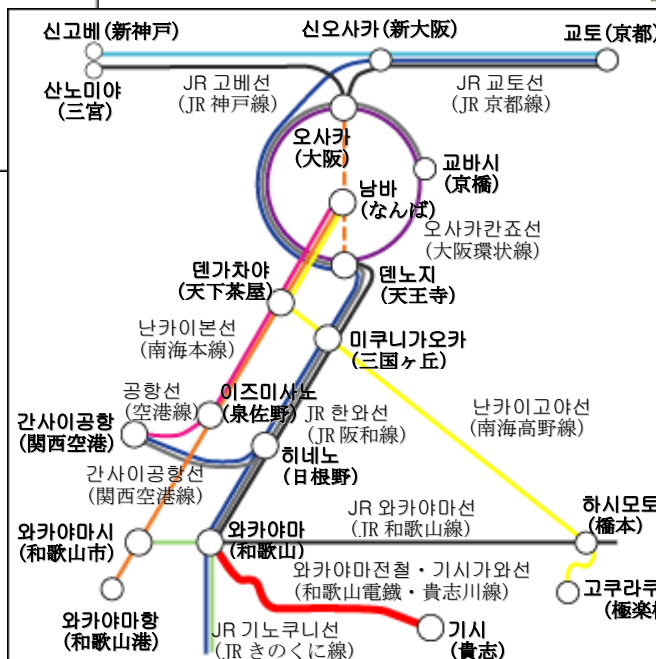 신고베 (新神戸)
신오사카 (新大阪)
교토 (京都)
산노미야
(三宮)
JR 고베선
(JR 神戸線)
JR 교토선
(JR 京都線)
오사카
(大阪)
교바시
(京橋)
남바
(なんば)
오사카칸죠선
(大阪環状線)
덴가차야
(天下茶屋)
덴노지
(天王寺)
난카이본선
(南海本線)
미쿠니가오카
(三国ヶ丘)
공항선
(空港線)
이즈미사노
(泉佐野)
JR 한와선
(JR 阪和線)
난카이고야선
(南海高野線)
간사이공항
(関西空港)
히네노
(日根野)
간사이공항선
(関西空港線)
JR 와카야마선
(JR 和歌山線)
하시모토
(橋本)
와카야마시
(和歌山市)
와카야마
(和歌山)
와카야마전철・기시가와선
(和歌山電鐵・貴志川線)
고쿠라쿠
(極楽
와카야마항
(和歌山港)
JR 기노쿠니선
(JR きのくに線)
기시
(貴志)